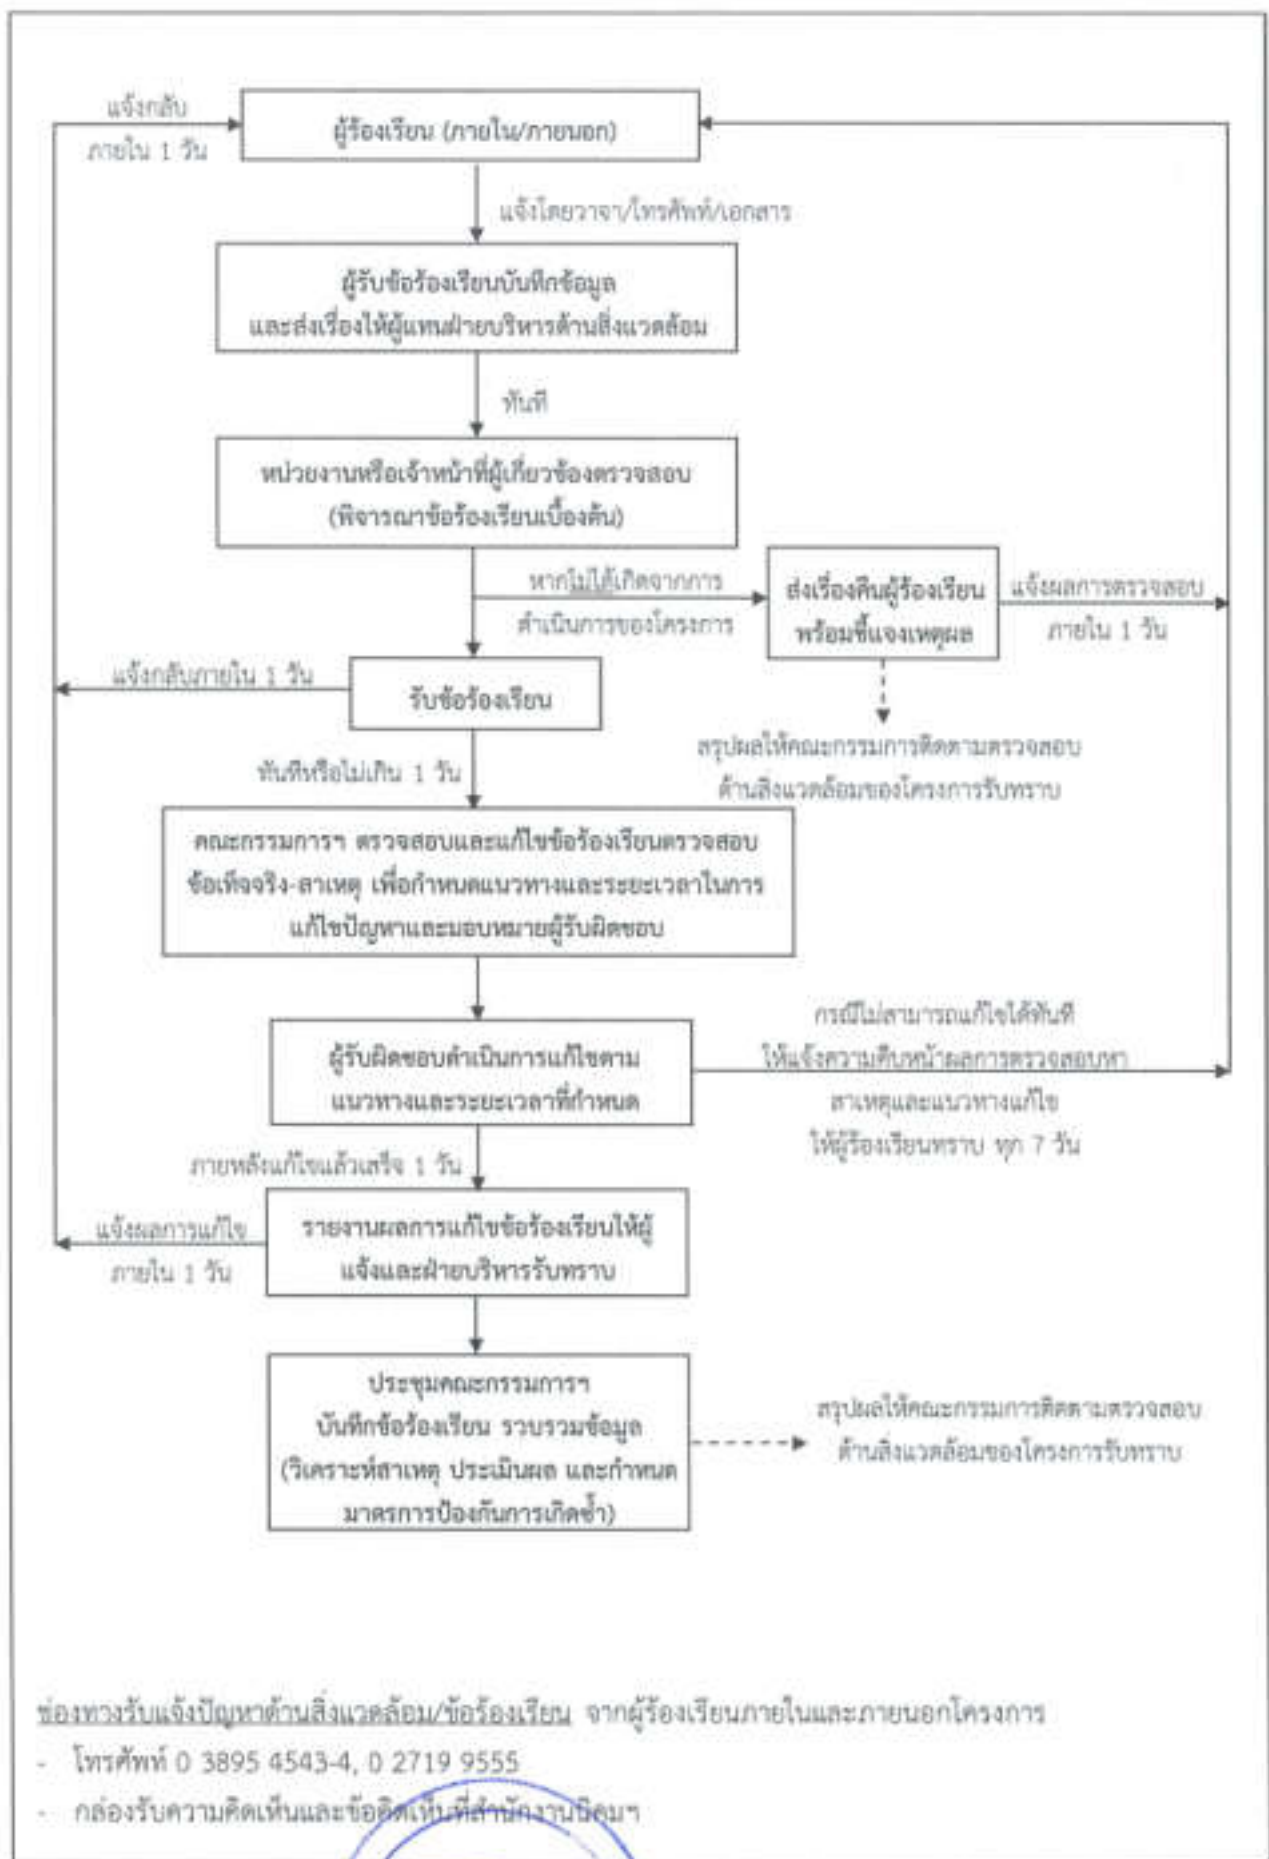 แจ้งกลับ
ภายใน 1 วัน
ผู้ร้องเรียน (ภายใน/ภายนอก)
แจ้งโดยวาจา/โทรศัพท์/เอกสาร
ผู้รับข้อร้องเรียนบันทึกข้อมูล
และส่งเรื่องให้ผู้แทนฝ่ายบริหารด้านสิ่งแวดล้อม
ทันที
หน่วยงานหรือเจ้าหน้าที่ผู้เกี่ยวข้องตรวจสอบ
(พิจารณาข้อร้องเรียนเบื้องต้น)
หากไม่ได้เกิดจากการ
ดำเนินการของโครงการ
ส่งเรื่องคืนผู้ร้องเรียน
พร้อมชี้แจงเหตุผล
แจ้งผลการตรวจสอบ
ภายใน 1 วัน
แจ้งกลับภายใน 1 วัน
รับข้อร้องเรียน
สรุปผลให้คณะกรรมการติดตามตรวจสอบ
ด้านสิ่งแวดล้อมของโครงการรับทราบ
ทันทีหรือไม่เกิน 1 วัน
คณะกรรมการฯ ตรวจสอบและแก้ไขข้อร้องเรียนตรวจสอบ
ข้อเท็จจริง-สาเหตุ เพื่อกำหนดแนวทางและระยะเวลาในการ
แก้ไขปัญหาและมอบหมายผู้รับผิดชอบ
ผู้รับผิดชอบดำเนินการแก้ไขตาม
แนวทางและระยะเวลาที่กำหนด
กรณีไม่สามารถแก้ไขได้ทันที
ให้แจ้งความคืบหน้าผลการตรวจสอบหา
สาเหตุและแนวทางแก้ไข
ให้ผู้ร้องเรียนทราบ ทุก 7 วัน
ภายหลังแก้ไขแล้วเสร็จ 1 วัน
แจ้งผลการแก้ไข
ภายใน 1 วัน
รายงานผลการแก้ไขข้อร้องเรียนให้ผู้
แจ้งและฝ่ายบริหารรับทราบ
ประชุมคณะกรรมการฯ
บันทึกข้อร้องเรียน รวบรวมข้อมูล
(วิเคราะห์สาเหตุ ประเมินผล และกำหนด
มาตรการป้องกันการเกิดซ้ำ)
สรุปผลให้คณะกรรมการติดตามตรวจสอบ
ด้านสิ่งแวดล้อมของโครงการรับทราบ
ช่องทางรับแจ้งปัญหาด้านสิ่งแวดล้อม/ข้อร้องเรียน จากผู้ร้องเรียนภายในและภายนอกโครงการ
- โทรศัพท์ 0 3895 4543-4, 0 2719 9555
- กล่องรับความคิดเห็นและข้อคิดเห็นที่สำนักงานนิคมฯ